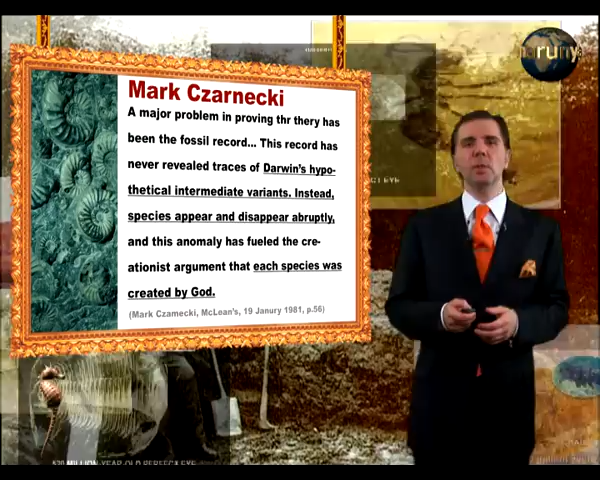 Mark Czarnecki
A major problem in proving thr thery has
been the fossil record... This record has
never revealed traces of Darwin's hypo-
thetical intermediate variants. Instead,
species appear and disappear abruptly,
and this anomaly has fueled the cre-
ationist argument that each species was
created by God.
(Mark Czarnecki, McLean's, 19 Janury 1981, p.56)